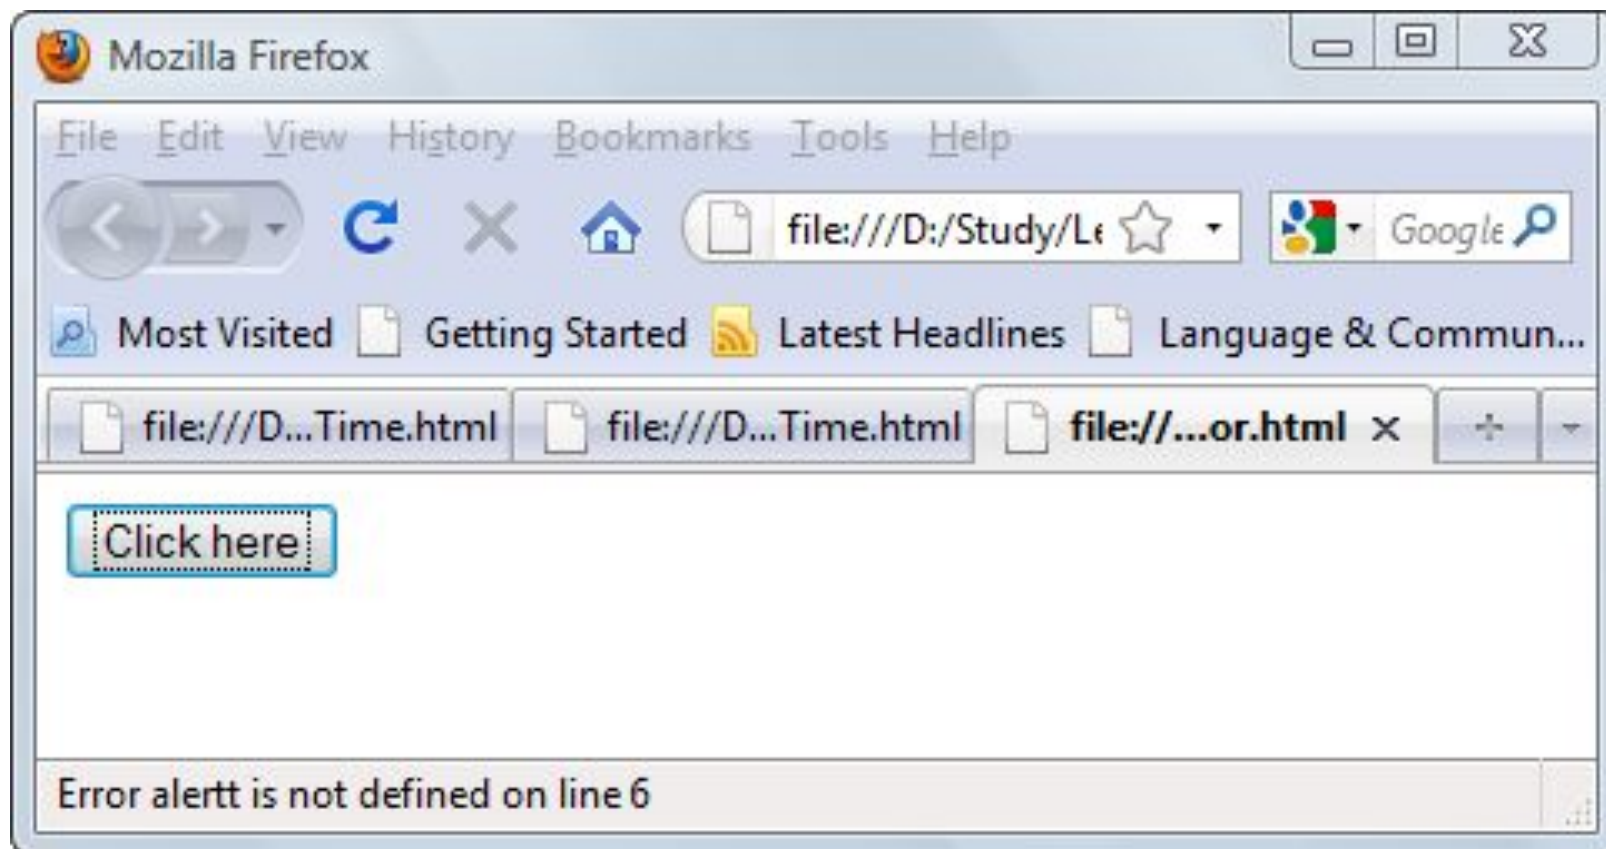 Mozilla Firefox
File Edit View History Bookmarks Tools Help
file:///D:/Study/Le Google
Most Visited Getting Started Latest Headlines Language & Commun...
file:///D...Time.html file:///D...Time.html file://...or.html
Click here
Error alertt is not defined on line 6